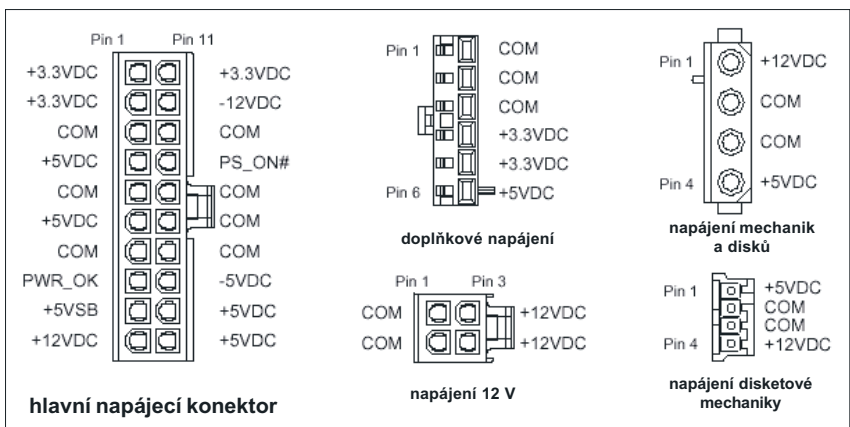 Pin 1 Pin 11
+3.3VDC +3.3VDC
+3.3VDC -12VDC
COM COM
+5VDC PS_ON#
COM COM
+5VDC COM
COM COM
PWR_OK -5VDC
+5VSB +5VDC
+12VDC +5VDC
hlavní napájecí konektor
Pin 1 COM
COM
COM
+3.3VDC
+3.3VDC
Pin 6 +5VDC
doplňkové napájení
Pin 1 +12VDC
COM
COM
Pin 4 +5VDC
napájení mechanik
a disků
Pin 1 Pin 3
COM +12VDC
COM +12VDC
napájení 12 V
Pin 1 +5VDC
COM
COM
Pin 4 +12VDC
napájení disketové
mechaniky